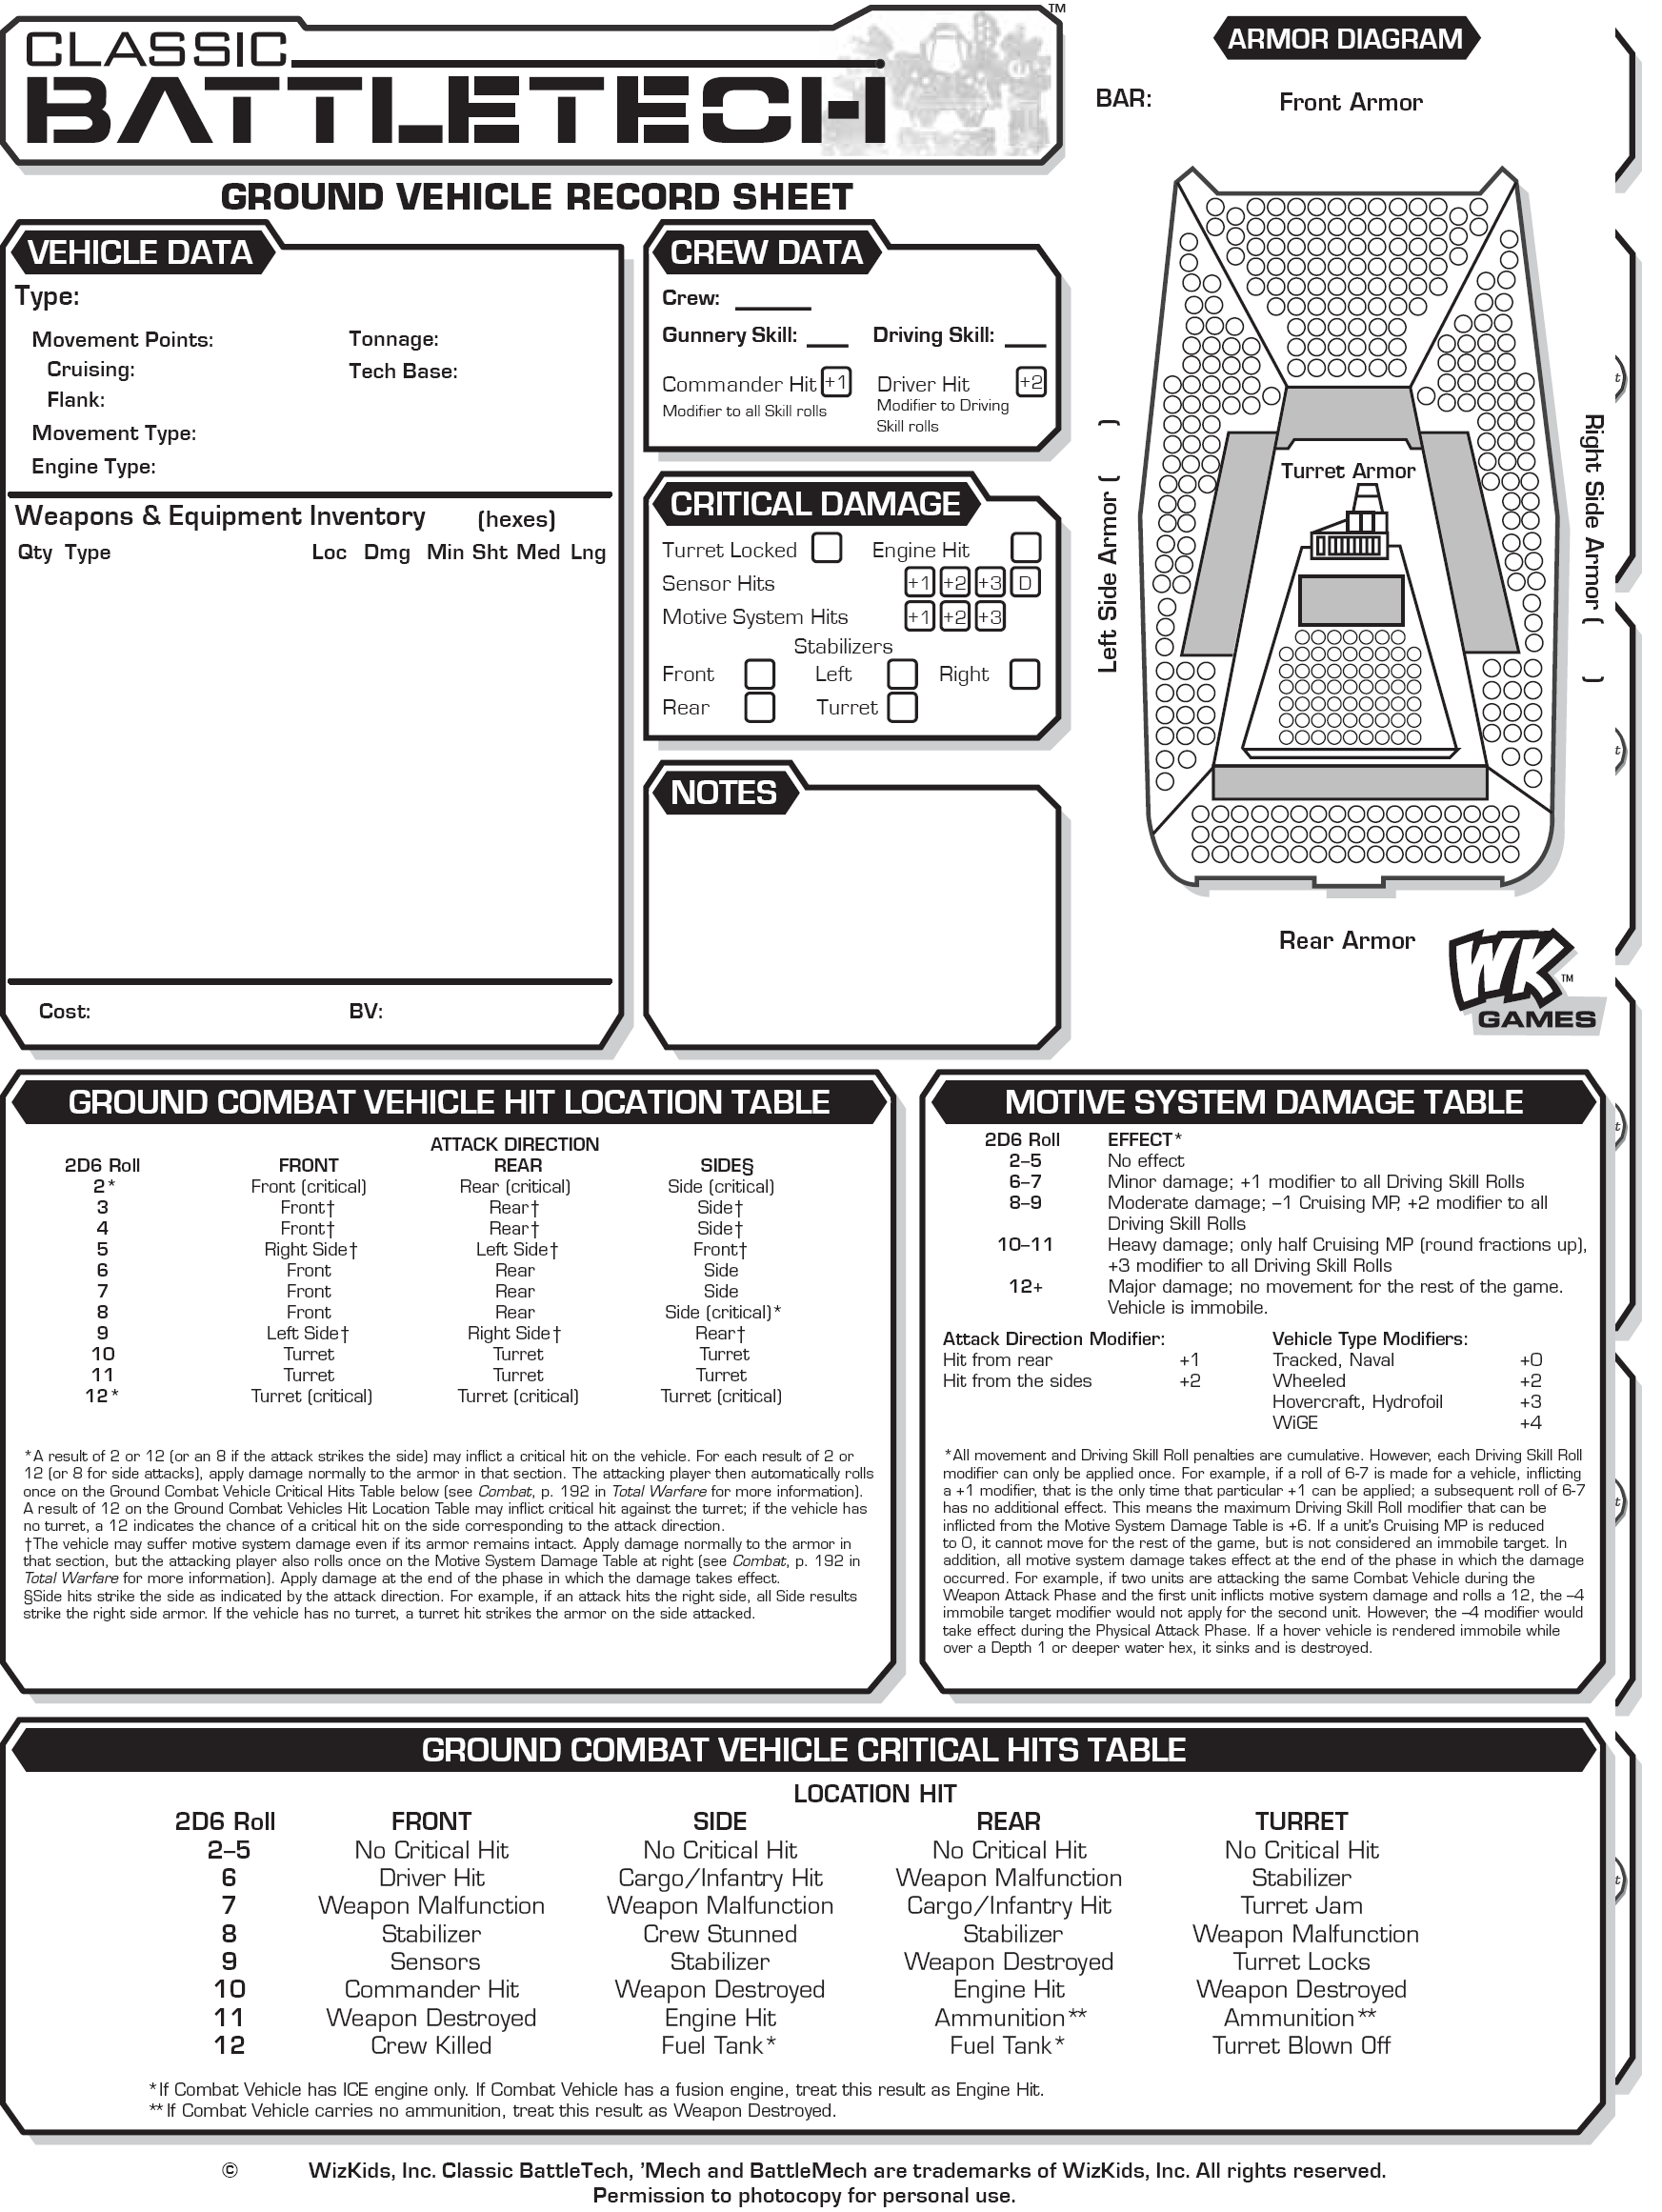 CLASSIC
BATTLETECH
TM
GROUND VEHICLE RECORD SHEET
VEHICLE DATA
Type:
Movement Points: Tonnage:
Cruising: Tech Base:
Flank:
Movement Type:
Engine Type:
Weapons & Equipment Inventory (hexes)
Qty Type Loc Dmg Min Sht Med Lng
Cost: BV:
CREW DATA
Crew:
Gunnery Skill: Driving Skill:
Commander Hit +1 Driver Hit +2
Modifier to all Skill rolls Modifier to Driving
Skill rolls
CRITICAL DAMAGE
Turret Locked Engine Hit
Sensor Hits +1 +2 +3 D
Motive System Hits +1 +2 +3
Stabilizers
Front Left Right
Rear Turret
NOTES
ARMOR DIAGRAM
BAR: Front Armor
Left Side Armor ( )
Turret Armor
Right Side Armor ( )
Rear Armor
WK
TM
GAMES
GROUND COMBAT VEHICLE HIT LOCATION TABLE
ATTACK DIRECTION
2D6 Roll FRONT REAR SIDE§
2* Front (critical) Rear (critical) Side (critical)
3 Front† Rear† Side†
4 Front† Rear† Side†
5 Right Side† Left Side† Front†
6 Front Rear Side
7 Front Rear Side
8 Front Rear Side (critical)*
9 Left Side† Right Side† Rear†
10 Turret Turret Turret
11 Turret Turret Turret
12* Turret (critical) Turret (critical) Turret (critical)
*A result of 2 or 12 (or an 8 if the attack strikes the side) may inflict a critical hit on the vehicle. For each result of 2 or
12 (or 8 for side attacks), apply damage normally to the armor in that section. The attacking player then automatically rolls
once on the Ground Combat Vehicle Critical Hits Table below (see Combat, p. 192 in Total Warfare for more information).
A result of 12 on the Ground Combat Vehicles Hit Location Table may inflict critical hit against the turret; if the vehicle has
no turret, a 12 indicates the chance of a critical hit on the side corresponding to the attack direction.
†The vehicle may suffer motive system damage even if its armor remains intact. Apply damage normally to the armor in
that section, but the attacking player also rolls once on the Motive System Damage Table at right (see Combat, p. 192 in
Total Warfare for more information). Apply damage at the end of the phase in which the damage takes effect.
§Side hits strike the side as indicated by the attack direction. For example, if an attack hits the right side, all Side results
strike the right side armor. If the vehicle has no turret, a turret hit strikes the armor on the side attacked.
MOTIVE SYSTEM DAMAGE TABLE
2D6 Roll EFFECT*
2–5 No effect
6–7 Minor damage; +1 modifier to all Driving Skill Rolls
8–9 Moderate damage; –1 Cruising MP, +2 modifier to all
Driving Skill Rolls
10–11 Heavy damage; only half Cruising MP (round fractions up),
+3 modifier to all Driving Skill Rolls
12+ Major damage; no movement for the rest of the game.
Vehicle is immobile.
Attack Direction Modifier: Vehicle Type Modifiers:
Hit from rear +1 Tracked, Naval +0
Hit from the sides +2 Wheeled +2
Hovercraft, Hydrofoil +3
WiGE +4
*All movement and Driving Skill Roll penalties are cumulative. However, each Driving Skill Roll
modifier can only be applied once. For example, if a roll of 6-7 is made for a vehicle, inflicting
a +1 modifier, that is the only time that particular +1 can be applied; a subsequent roll of 6-7
has no additional effect. This means the maximum Driving Skill Roll modifier that can be
inflicted from the Motive System Damage Table is +6. If a unit's Cruising MP is reduced
to 0, it cannot move for the rest of the game, but is not considered an immobile target. In
addition, all motive system damage takes effect at the end of the phase in which the damage
occurred. For example, if two units are attacking the same Combat Vehicle during the
Weapon Attack Phase and the first unit inflicts motive system damage and rolls a 12, the –4
immobile target modifier would not apply for the second unit. However, the –4 modifier would
take effect during the Physical Attack Phase. If a hover vehicle is rendered immobile while
over a Depth 1 or deeper water hex, it sinks and is destroyed.
GROUND COMBAT VEHICLE CRITICAL HITS TABLE
LOCATION HIT
2D6 Roll FRONT SIDE REAR TURRET
2–5 No Critical Hit No Critical Hit No Critical Hit No Critical Hit
6 Driver Hit Cargo/Infantry Hit Weapon Malfunction Stabilizer
7 Weapon Malfunction Weapon Malfunction Cargo/Infantry Hit Turret Jam
8 Stabilizer Crew Stunned Stabilizer Weapon Malfunction
9 Sensors Stabilizer Weapon Destroyed Turret Locks
10 Commander Hit Weapon Destroyed Engine Hit Weapon Destroyed
11 Weapon Destroyed Engine Hit Ammunition** Ammunition**
12 Crew Killed Fuel Tank* Fuel Tank* Turret Blown Off
*If Combat Vehicle has ICE engine only. If Combat Vehicle has a fusion engine, treat this result as Engine Hit.
**If Combat Vehicle carries no ammunition, treat this result as Weapon Destroyed.
© WizKids, Inc. Classic BattleTech, 'Mech and BattleMech are trademarks of WizKids, Inc. All rights reserved.
Permission to photocopy for personal use.